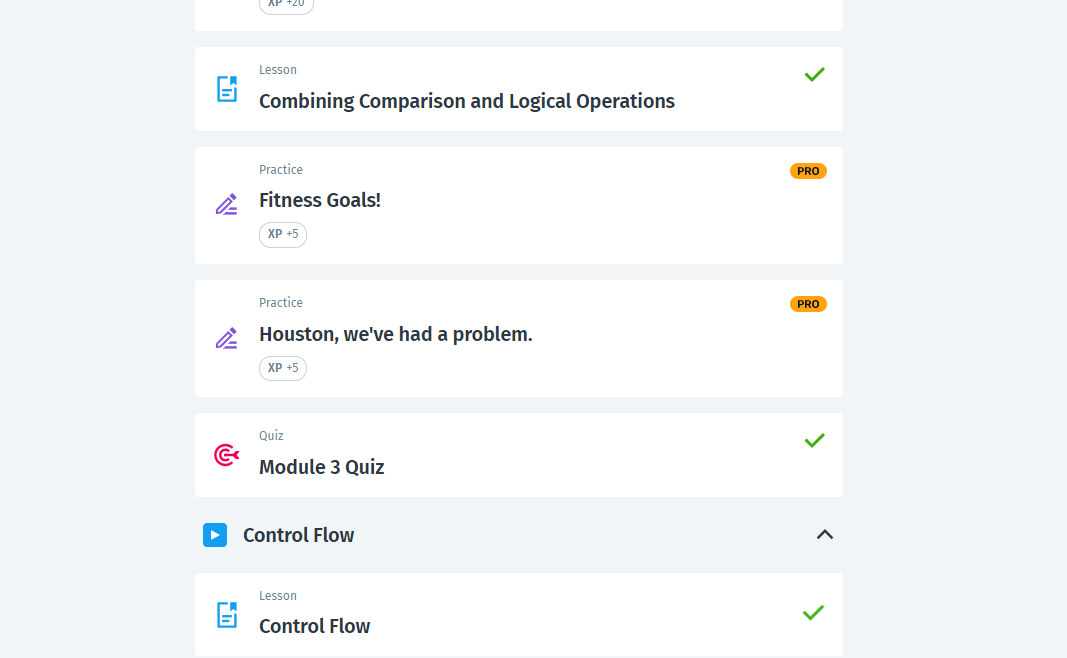 XP +20
Lesson
Combining Comparison and Logical Operations
Practice
PRO
Fitness Goals!
XP +5
Practice
PRO
Houston, we've had a problem.
XP +5
Quiz
Module 3 Quiz
Control Flow
Lesson
Control Flow